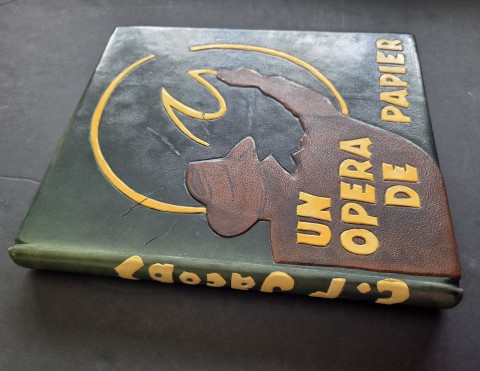 UN
OPERA
DE PAPIER
E.P. Jacobs